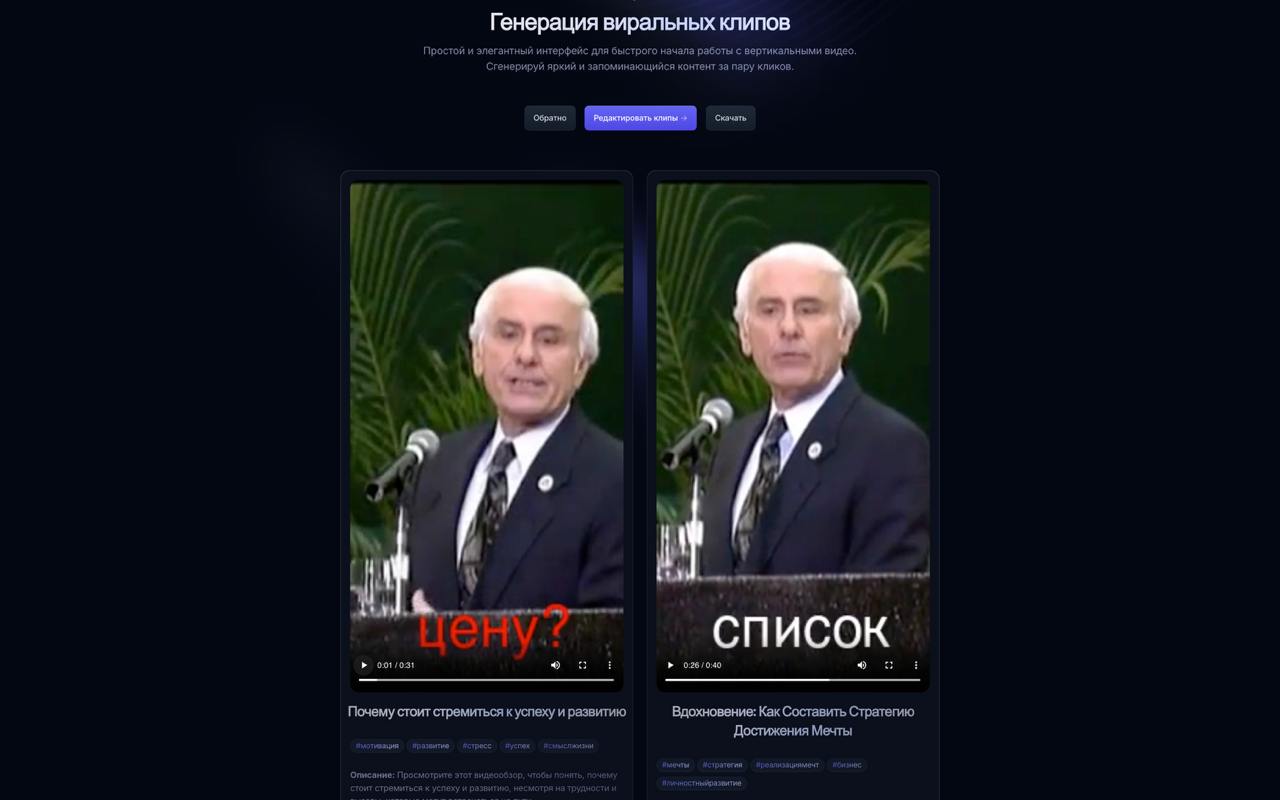 Генерация виральных клипов
Простой и элегантный интерфейс для быстрого начала работы с вертикальными видео.
Сгенерируй яркий и запоминающийся контент за пару кликов.
Обратно
Редактировать клипы →
Скачать
цену?
0:01 / 0:31
Почему стоит стремиться к успеху и развитию
#мотивация #развитие #стресс #успех #смыслжизни
Описание: Просмотрите этот видеообзор, чтобы понять, почему
стоит стремиться к успеху и развитию, несмотря на трудности и
список
0:26 / 0:40
Вдохновение: Как Составить Стратегию
Достижения Мечты
#мечты #стратегия #реализациямечт #бизнес
#личностныйразвитие